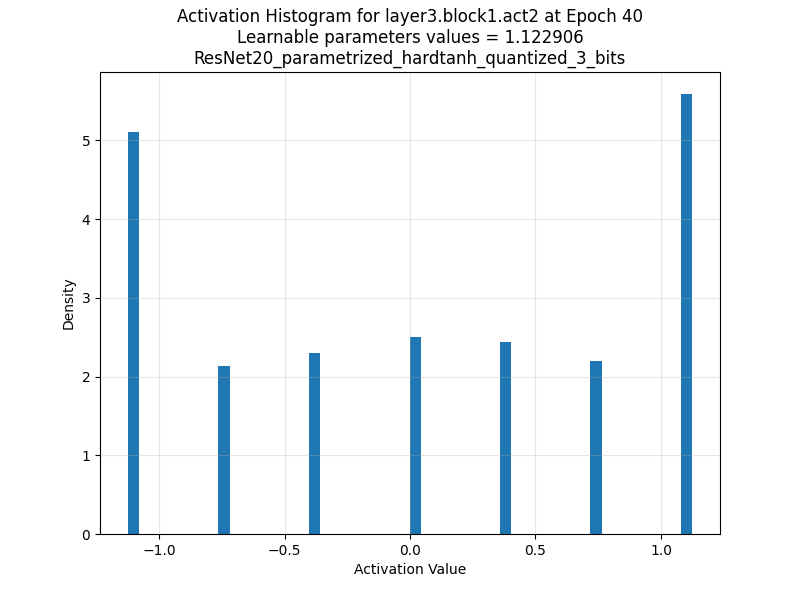 Activation Histogram for layer3.block1.act2 at Epoch 40
Learnable parameters values = 1.122906
ResNet20_parametrized_hardtanh_quantized_3_bits
5
4
3
2
1
0
Density
−1.0 −0.5 0.0 0.5 1.0
Activation Value